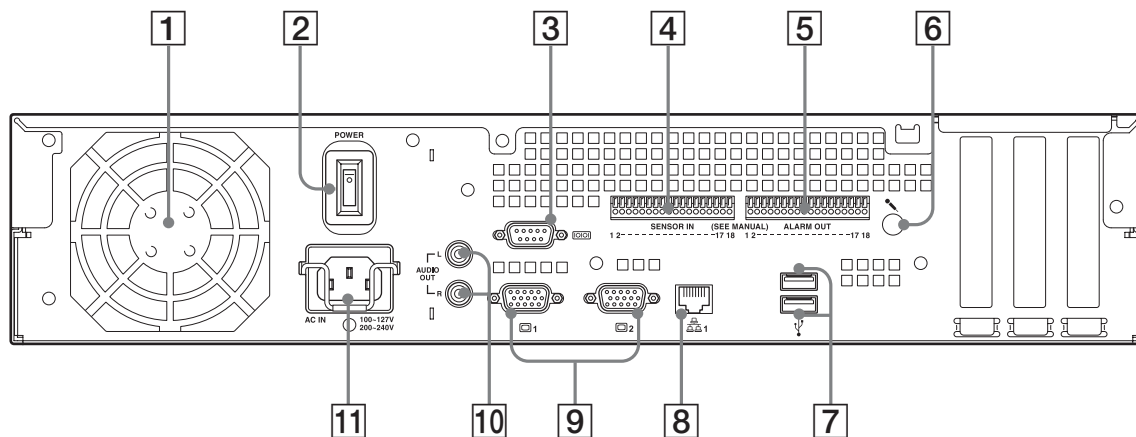 1 2 3 4 5 6
POWER
SENSOR IN (SEE MANUAL) ALARM OUT
1 2 17 18 1 2 17 18
L
AUDIO OUT
R
AC IN 100~127V
200~240V
1 2 1
11 10 9 8 7